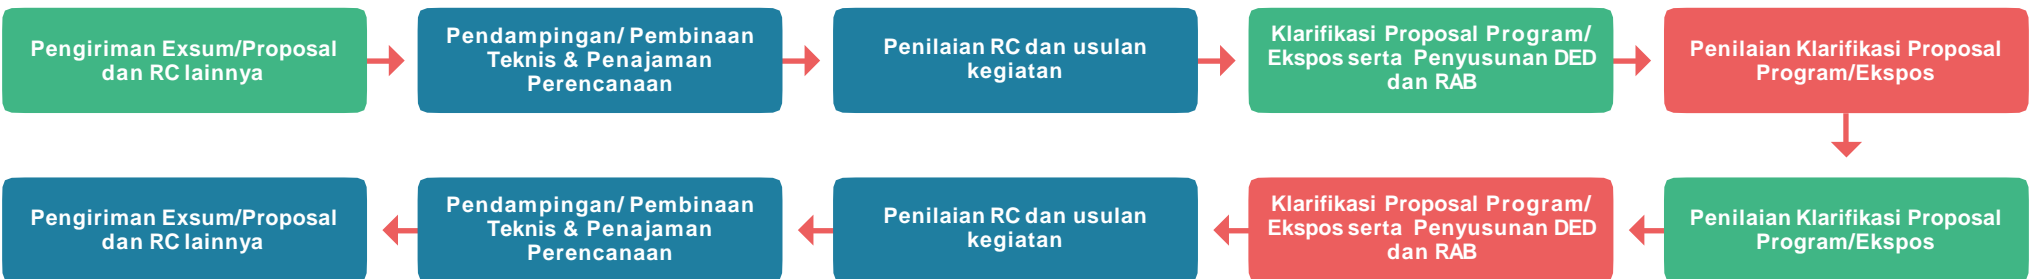 Pengiriman Exsum/Proposal
dan RC lainnya
Pendampingan/ Pembinaan
Teknis & Penajaman
Perencanaan
Penilaian RC dan usulan
kegiatan
Klarifikasi Proposal Program/
Ekspos serta Penyusunan DED
dan RAB
Penilaian Klarifikasi Proposal
Program/Ekspos
Penilaian Klarifikasi Proposal
Program/Ekspos
Klarifikasi Proposal Program/
Ekspos serta Penyusunan DED
dan RAB
Penilaian RC dan usulan
kegiatan
Pendampingan/ Pembinaan
Teknis & Penajaman
Perencanaan
Pengiriman Exsum/Proposal
dan RC lainnya